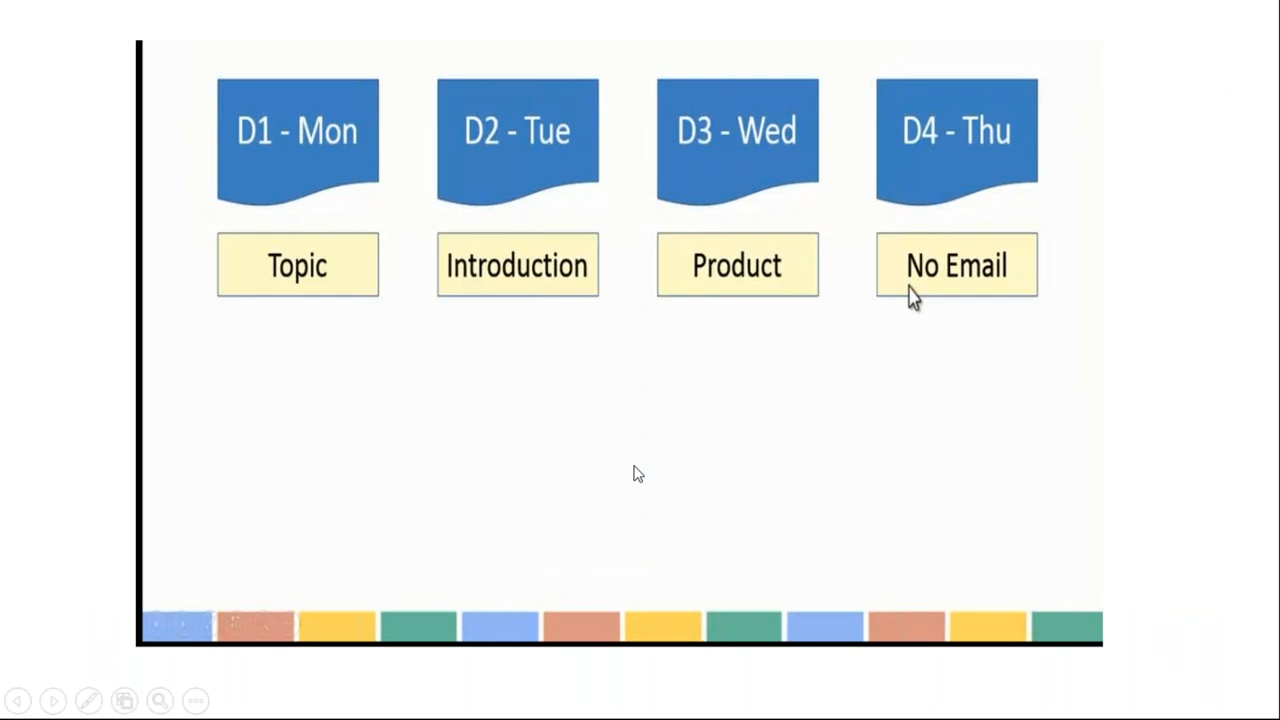 D1 - Mon
D2 - Tue
D3 - Wed
D4 - Thu
Topic
Introduction
Product
No Email